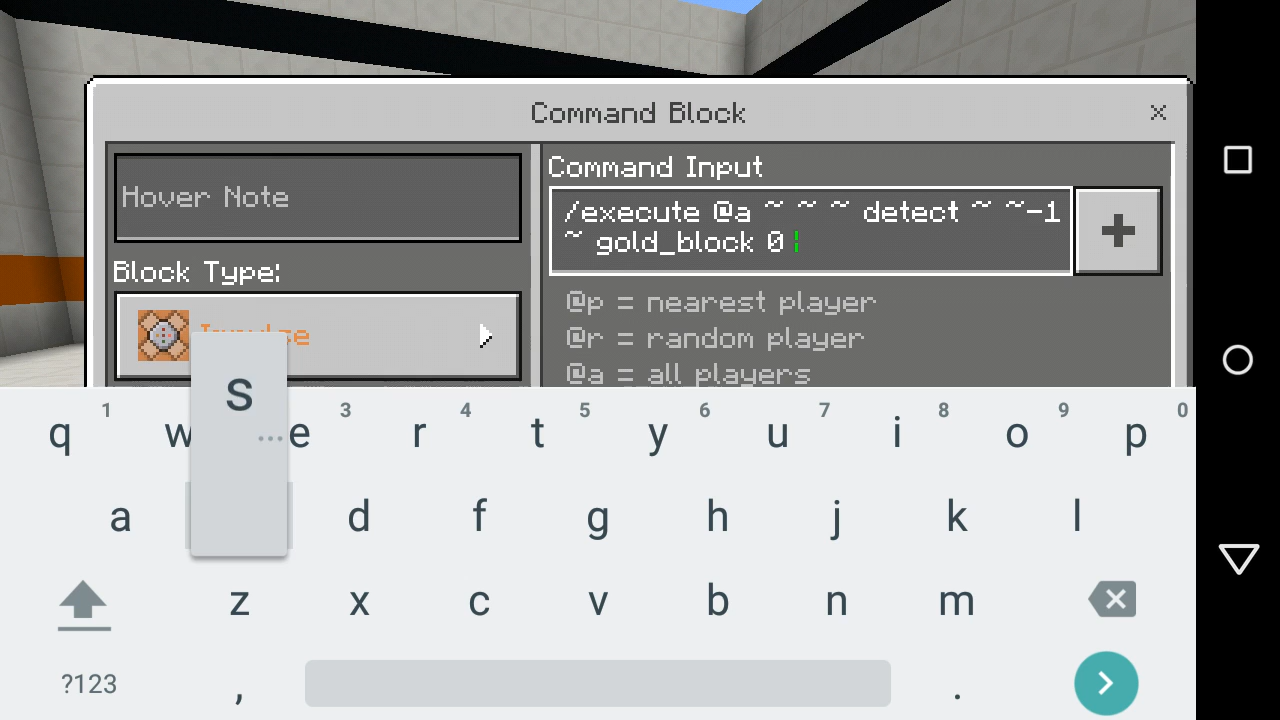 Command Block
Hover Note
Block Type:
Command Input
/execute @a ~ ~ ~ detect ~ ~-1
~ gold_block 0
@p = nearest player
@r = random player
@a = all players
s
...
1 3 4 5 6 7 8 9 0
q w e r t y u i o p
a d f g h j k l
z x c v b n m
?123 , .